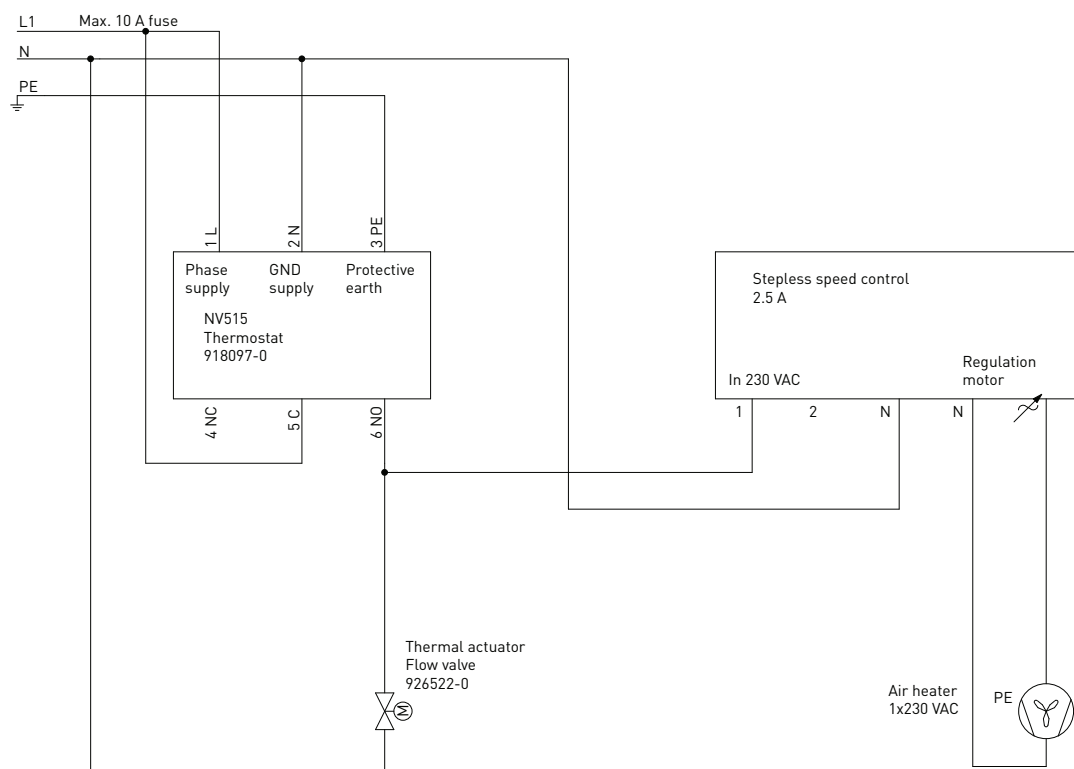 L1
Max. 10 A fuse
N
PE
1 L
2 N
3 PE
Phase
supply
GND
supply
Protective
earth
NV515
Thermostat
918097-0
4 NC
5 C
6 NO
Stepless speed control
2.5 A
In 230 VAC
Regulation
motor
1
2
N
N
Thermal actuator
Flow valve
926522-0
M
Air heater
1x230 VAC
PE